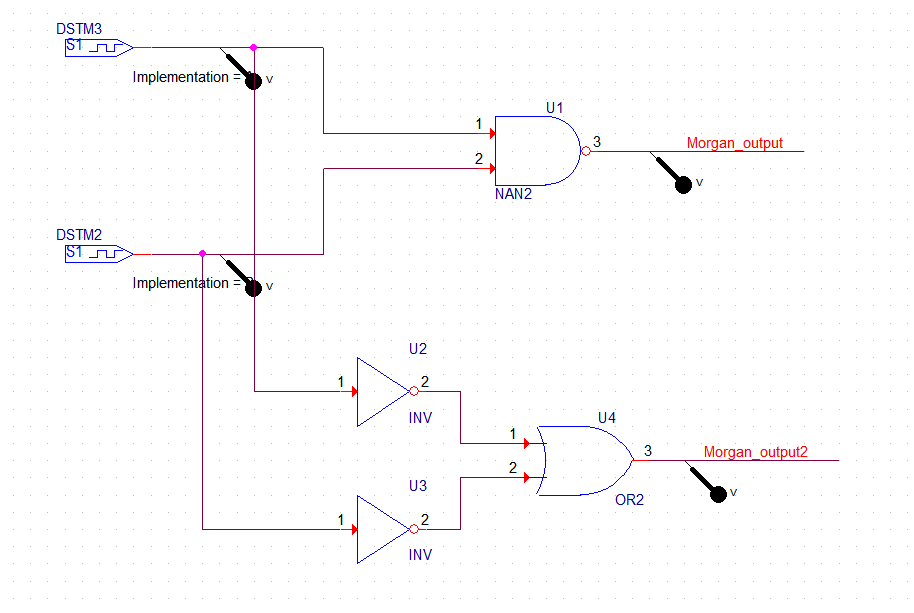 DSTM3
S1
Implementation =
V
U1
1
3
Morgan_output
2
V
NAN2
DSTM2
S1
Implementation =
V
U2
1
2
INV
U4
1
3
Morgan_output2
2
V
U3
OR2
1
2
INV